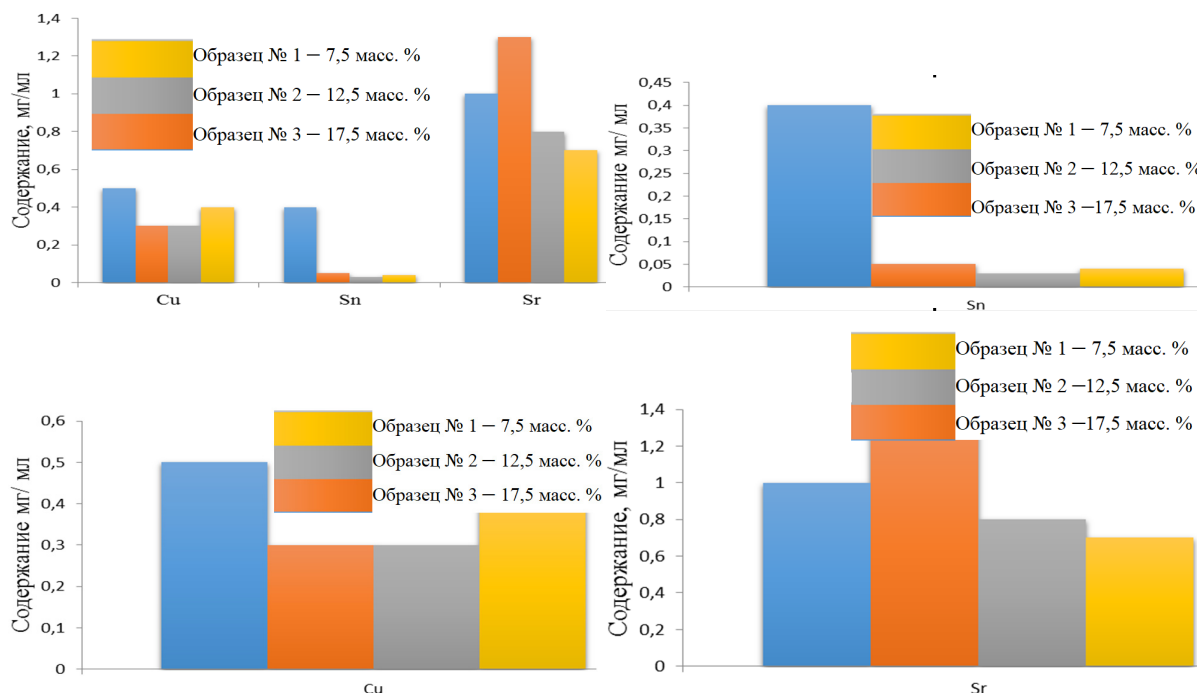 1,4
1,2
1
0,8
0,6
0,4
0,2
0
Содержание, мг/мл
Образец № 1 – 7,5 масс. %
Образец № 2 – 12,5 масс. %
Образец № 3 – 17,5 масс. %
Cu
Sn
Sr
0,45
0,4
0,35
0,3
0,25
0,2
0,15
0,1
0,05
0
Содержание мг/ мл
Образец № 1 – 7,5 масс. %
Образец № 2 – 12,5 масс. %
Образец № 3 –17,5 масс. %
Sn
0,6
0,5
0,4
0,3
0,2
0,1
0
Содержание мг/ мл
Образец № 1 – 7,5 масс. %
Образец № 2 – 12,5 масс. %
Образец № 3 – 17,5 масс. %
Cu
1,4
1,2
1
0,8
0,6
0,4
0,2
0
Содержание, мг/мл
Образец № 1 – 7,5 масс. %
Образец № 2 –12,5 масс. %
Образец № 3 –17,5 масс. %
Sr